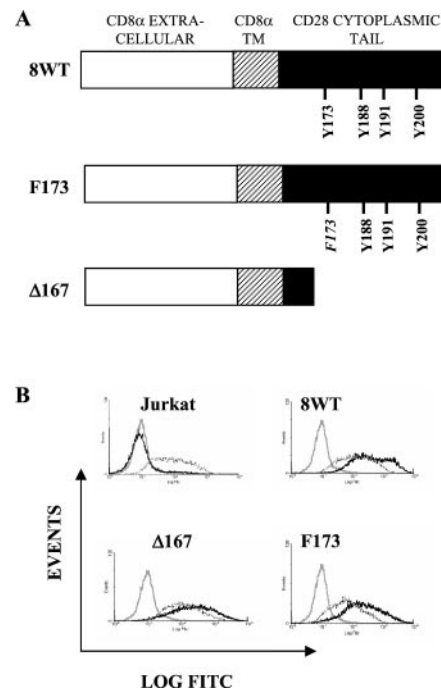 A
CD8α EXTRA-CELLULAR
CD8α TM
CD28 CYTOPLASMIC TAIL
8WT
Y173
Y188
Y191
Y200
F173
F173
Y188
Y191
Y200
Δ167
B
Jurkat
8WT
Δ167
F173
EVENTS
LOG FITC